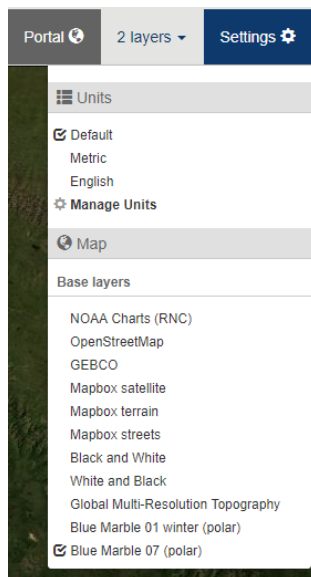 Portal 2 layers Settings
Units
Default
Metric
English
Manage Units
Map
Base layers
NOAA Charts (RNC)
OpenStreetMap
GEBCO
Mapbox satellite
Mapbox terrain
Mapbox streets
Black and White
White and Black
Global Multi-Resolution Topography
Blue Marble 01 winter (polar)
Blue Marble 07 (polar)